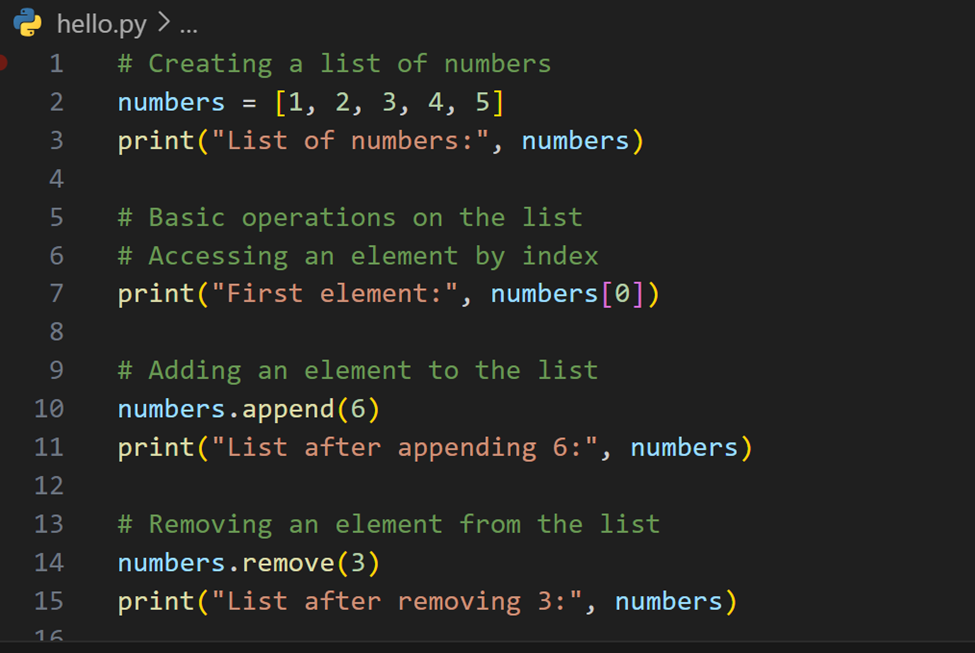 hello.py > ...
1 # Creating a list of numbers
2 numbers = [1, 2, 3, 4, 5]
3 print("List of numbers:", numbers)
4
5 # Basic operations on the list
6 # Accessing an element by index
7 print("First element:", numbers[0])
8
9 # Adding an element to the list
10 numbers.append(6)
11 print("List after appending 6:", numbers)
12
13 # Removing an element from the list
14 numbers.remove(3)
15 print("List after removing 3:", numbers)
16